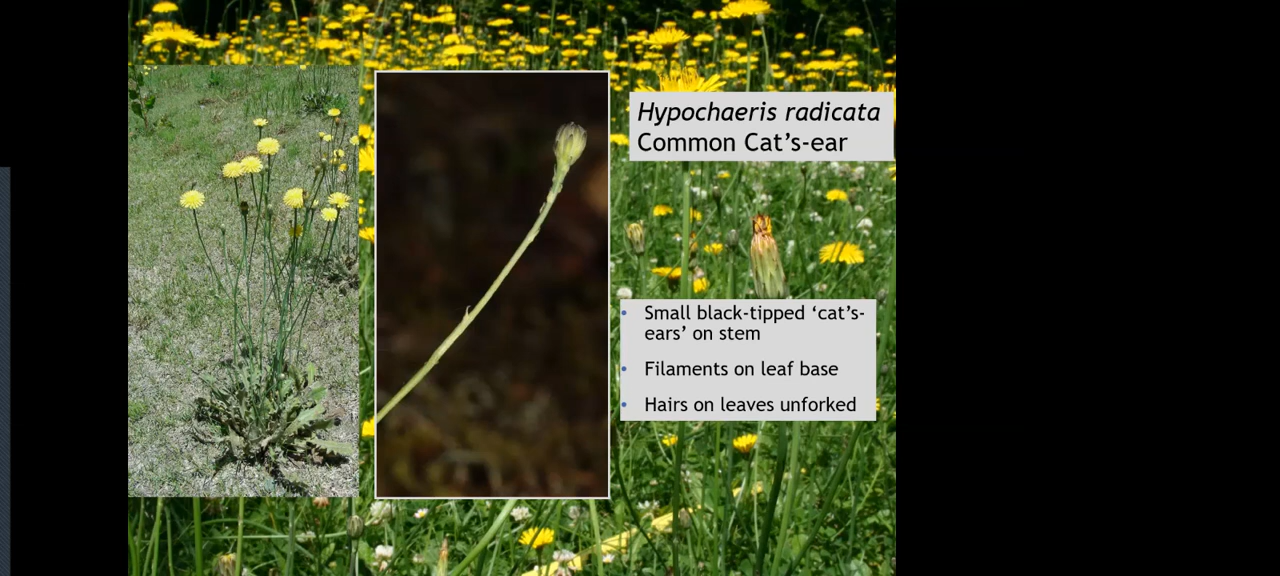 Hypochaeris radicata
Common Cat’s-ear
• Small black-tipped ‘cat’s-
ears’ on stem
• Filaments on leaf base
• Hairs on leaves unforked